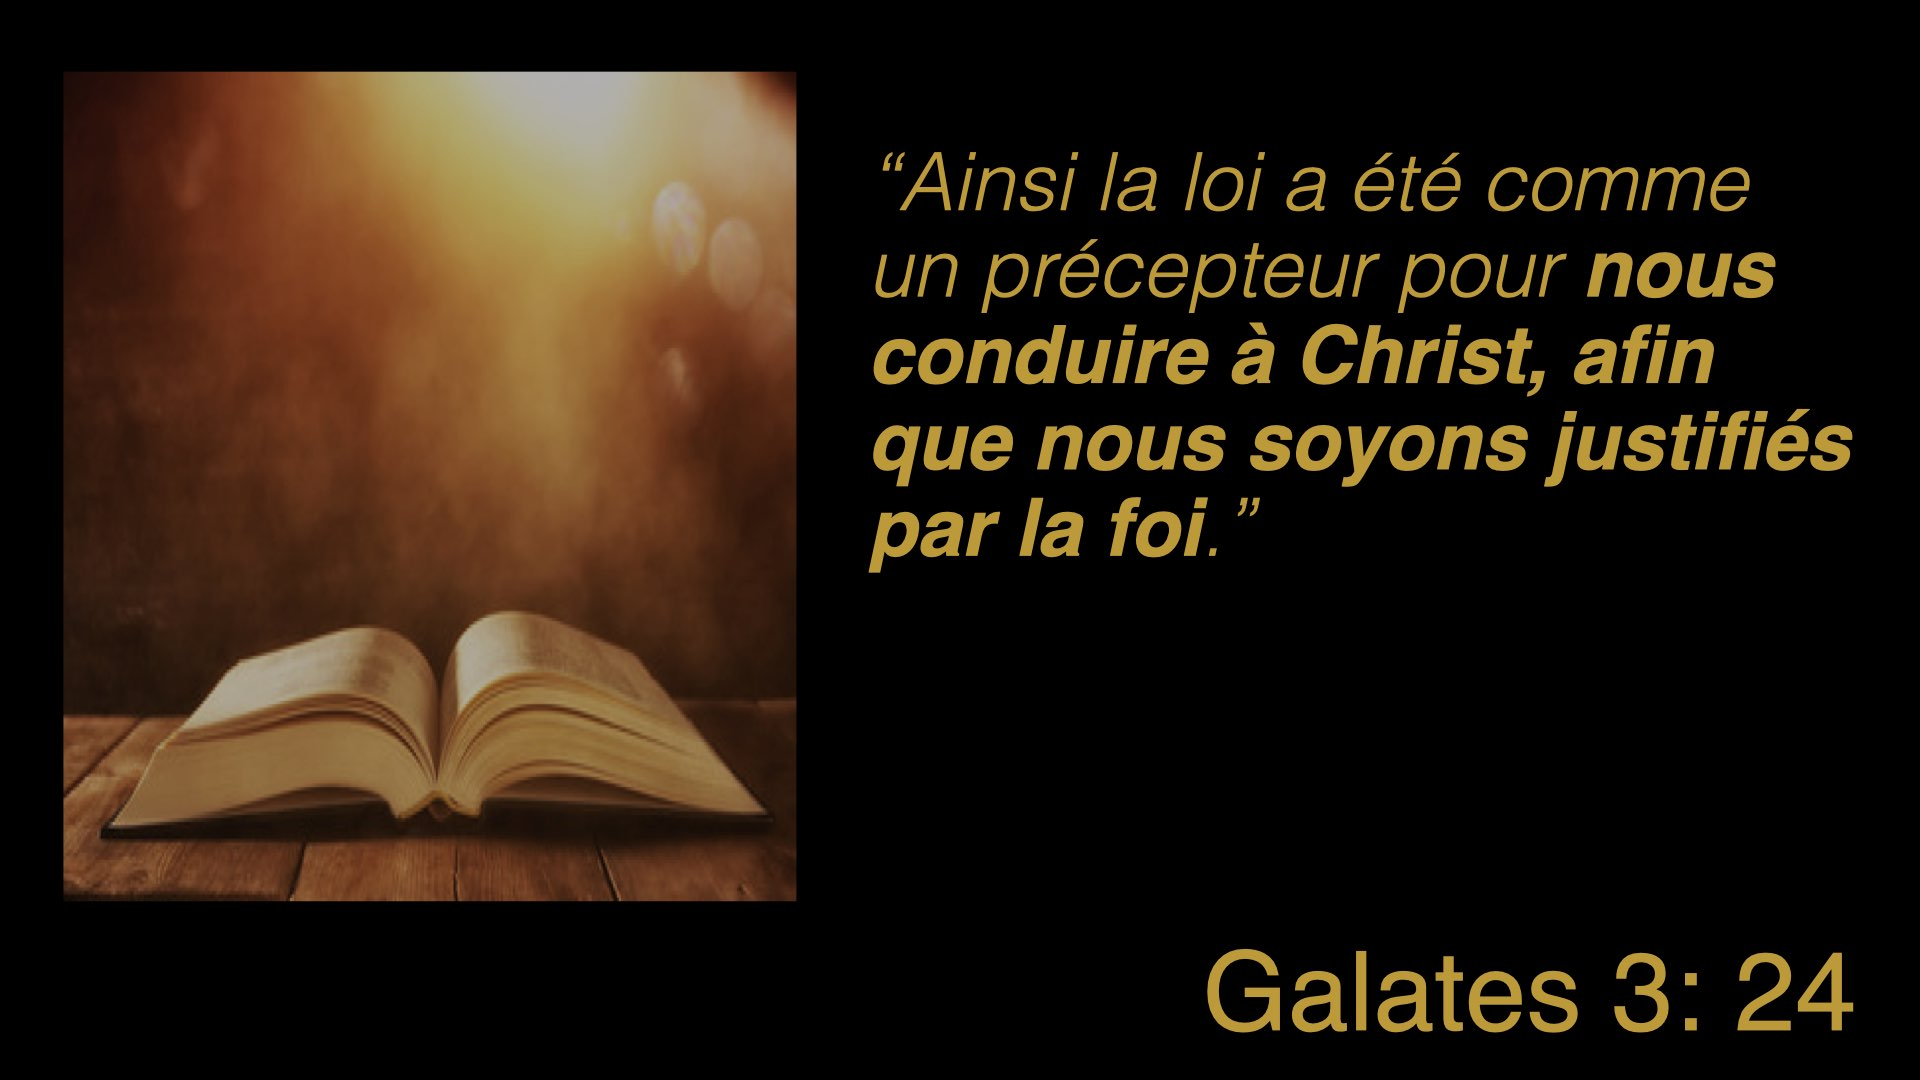 “Ainsi la loi a été comme
un précepteur pour nous
conduire à Christ, afin
que nous soyons justifiés
par la foi.”
Galates 3: 24